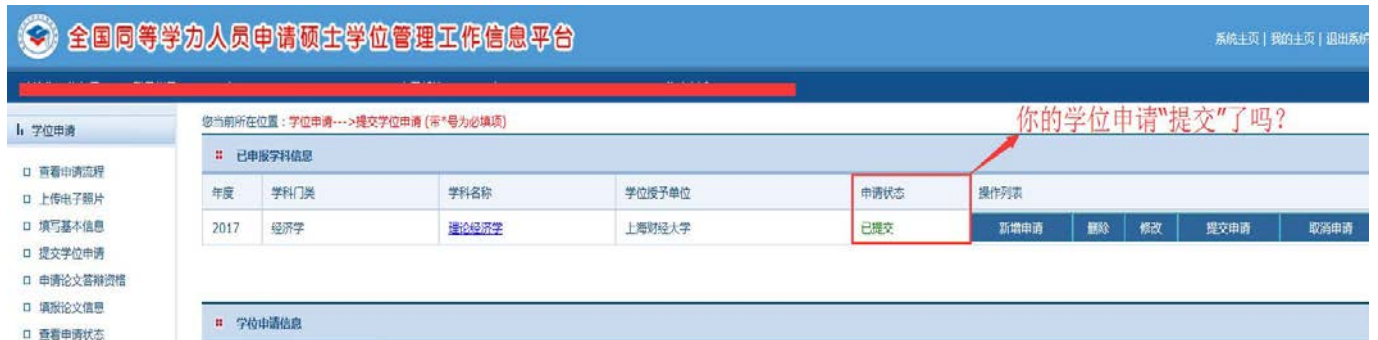 全国同等学力人员申请硕士学位管理工作信息平台
系统主页 | 我的主页 | 退出系统
学位申请
您当前所在位置：学位申请--->提交学位申请 (带*号为必填项)
你的学位申请“提交”了吗？
已申报学科信息
查看申请流程
上传电子照片
填写基本信息
提交学位申请
申请论文答辩资格
填报论文信息
查看申请状态
年度 学科门类 学科名称 学位授予单位 申请状态 操作列表
2017 经济学 理论经济学 上海财经大学 已提交 新增申请 删除 修改 提交申请 取消申请
学位申请信息